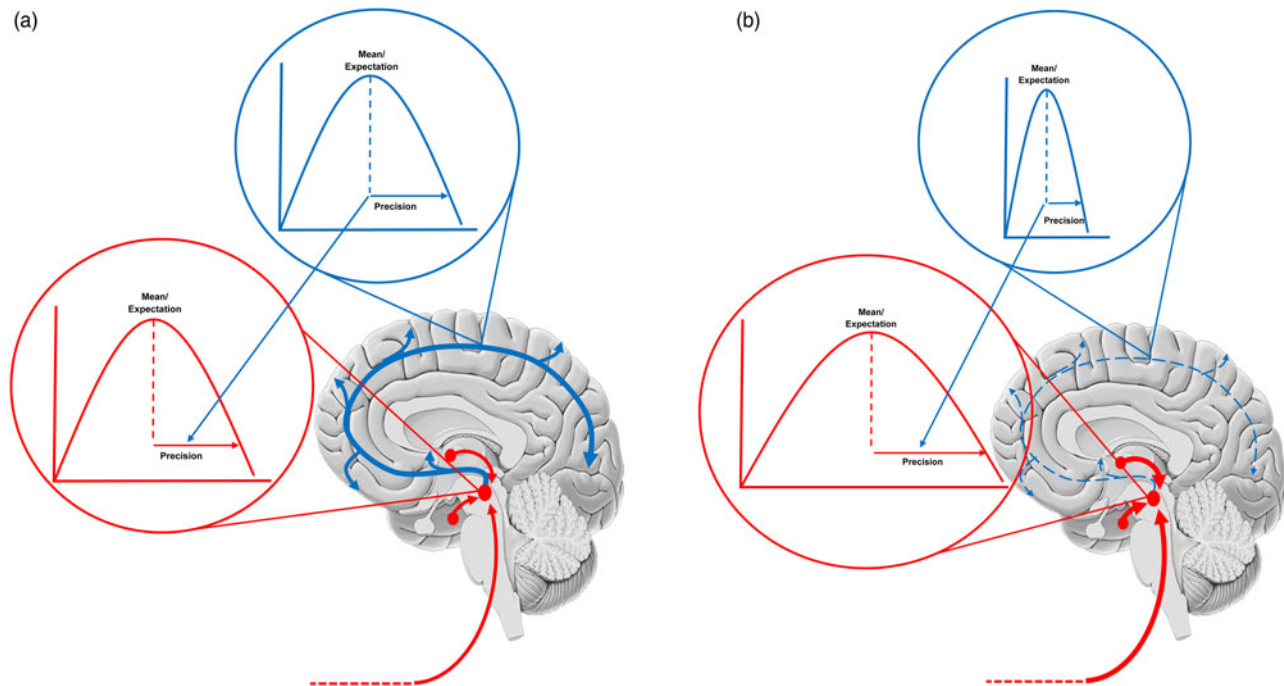 (a)
Mean/
Expectation
Precision
Mean/
Expectation
Precision
(b)
Mean/
Expectation
Precision
Mean/
Expectation
Precision